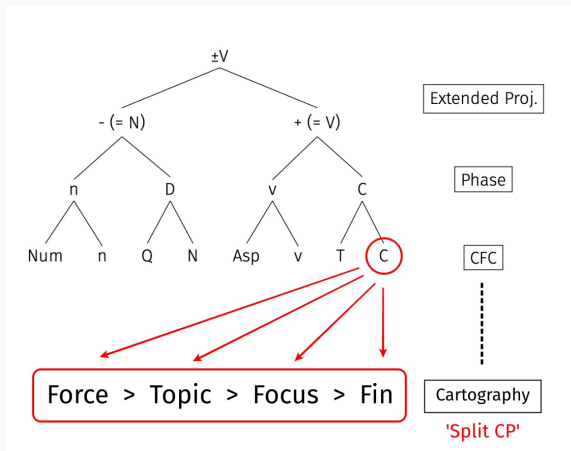 ±V
Extended Proj.
- (= N) + (= V)
n D v C
Phase
Num n Q N Asp v T C
CFC
Force > Topic > Focus > Fin
Cartography
'Split CP'